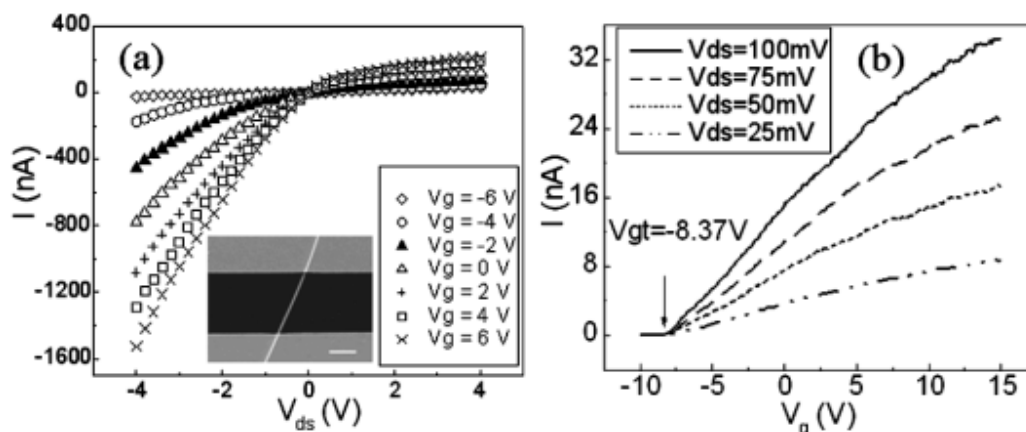 (a)
I (nA)
400
0
-400
-800
-1200
-1600
-4
-2
0
2
4
Vds (V)
Vg = -6 V
Vg = -4 V
Vg = -2 V
Vg = 0 V
Vg = 2 V
Vg = 4 V
Vg = 6 V
(b)
I (nA)
32
24
16
8
0
-10
-5
0
5
10
15
Vg (V)
Vds=100mV
Vds=75mV
Vds=50mV
Vds=25mV
Vgt=-8.37V